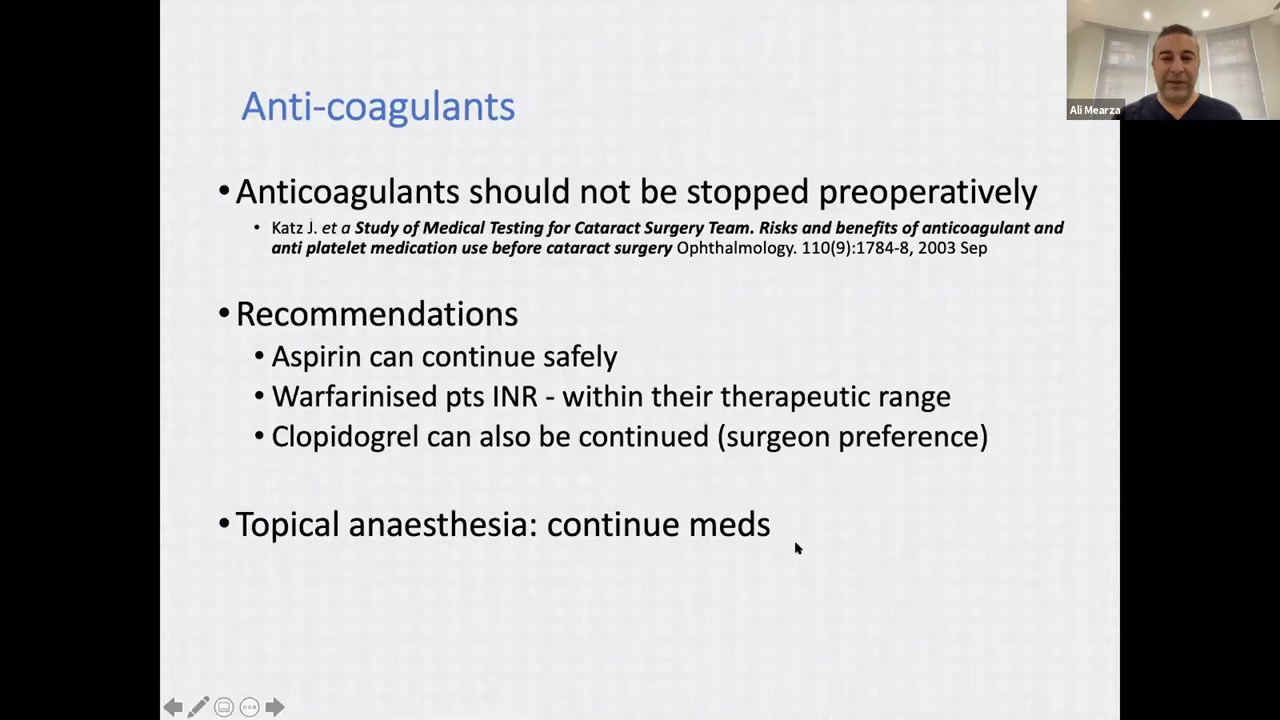 Ali Mearza
Anti-coagulants
• Anticoagulants should not be stopped preoperatively
• Katz J. et a Study of Medical Testing for Cataract Surgery Team. Risks and benefits of anticoagulant and
anti platelet medication use before cataract surgery Ophthalmology. 110(9):1784-8, 2003 Sep
• Recommendations
• Aspirin can continue safely
• Warfarinised pts INR - within their therapeutic range
• Clopidogrel can also be continued (surgeon preference)
• Topical anaesthesia: continue meds